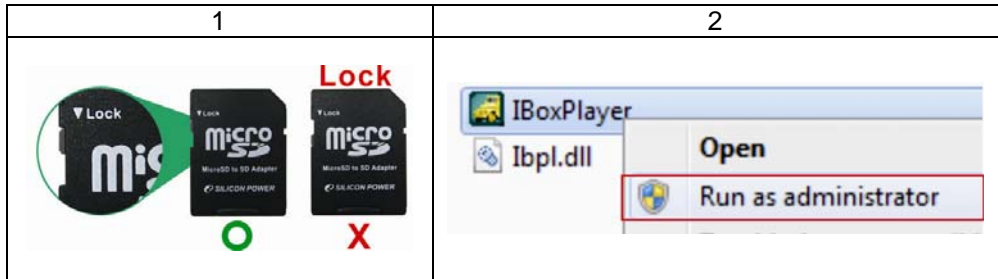 1
2
Lock
▼Lock
Mic
▼Lock
Micro
SD
MicroSD to SD Adapter
SILICON POWER
▼Lock
Micro
SD
MicroSD to SD Adapter
SILICON POWER
O
X
IBoxPlayer
Ibpl.dll
Open
Run as administrator